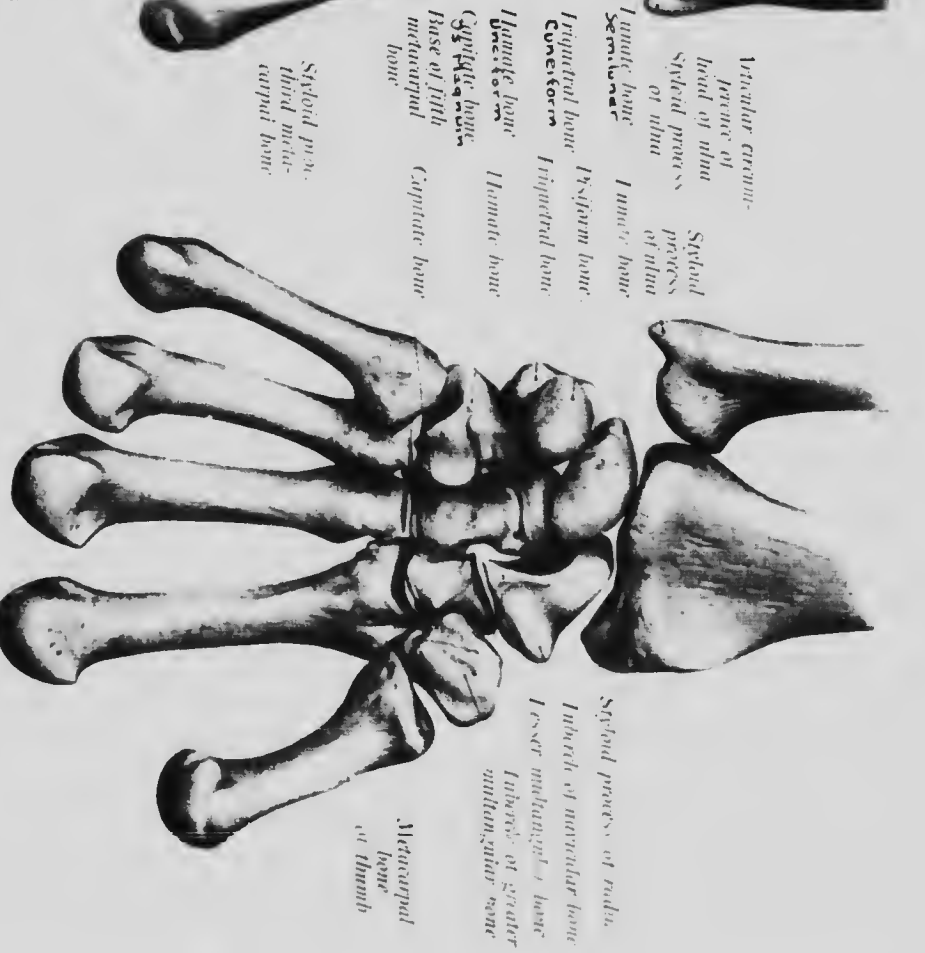 Articular circum-
ference of
head of ulna
Styloid process
of ulna
Lunate bone
Semiluner
Triquetral bone
Cuneiform
Hamate bone
Unciform
Capitate bone
Os Magnum
Base of fifth
metacarpal
bone
Styloid proc.
third meta-
carpal bone
Styloid
process
of ulna
Lunate bone
Pisiform bone
Triquetral bone
Hamate bone
Capitate bone
Styloid process of
Tubercle of navicular bone
Lesser multangular bone
Tubercle of greater
multangular bone
Metacarpal
bone
of thumb